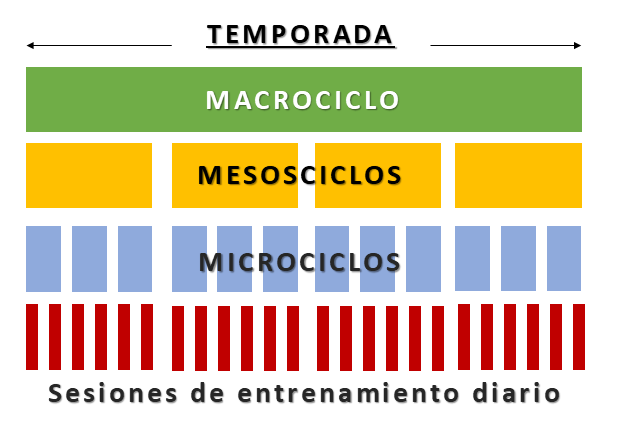 TEMPORADA
MACROCICLO
MESOSCICLOS
MICROCICLOS
Sesiones de entrenamiento diario